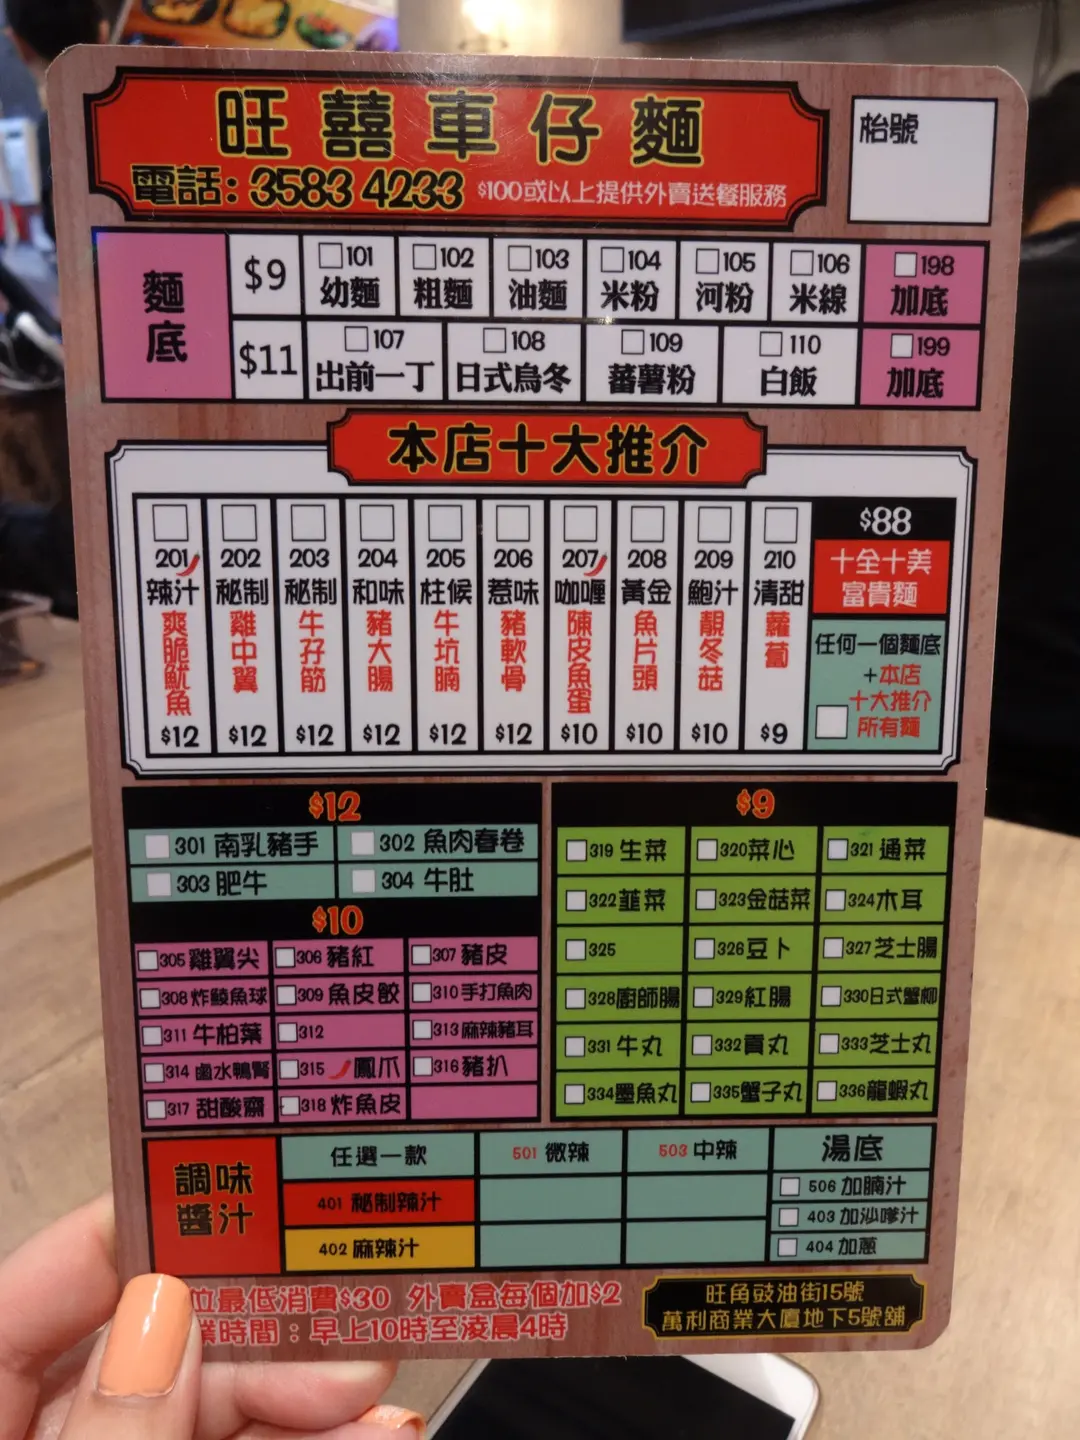 旺囍車仔麵
枱號
電話：3583 4233 $100或以上提供外賣送餐服務
麵底
$9
101 幼麵
102 粗麵
103 油麵
104 米粉
105 河粉
106 米線
198 加底
$11
107 出前一丁
108 日式烏冬
109 蕃薯粉
110 白飯
199 加底
本店十大推介
201 辣汁爽脆魷魚 $12
202 秘制雞中翼 $12
203 秘制牛孖筋 $12
204 和味豬大腸 $12
205 柱候牛坑腩 $12
206 惹味豬軟骨 $12
207 咖喱陳皮魚蛋 $10
208 黃金魚片頭 $10
209 鮑汁靚冬菇 $10
210 清甜蘿蔔 $9
$88
十全十美
富貴麵
任何一個麵底
+本店
十大推介
所有麵
$12
301 南乳豬手
302 魚肉春卷
303 肥牛
304 牛肚
$10
305 雞翼尖
306 豬紅
307 豬皮
308 炸鯪魚球
309 魚皮餃
310 手打魚肉
311 牛柏葉
312
313 麻辣豬耳
314 鹵水鴨腎
315 鳳爪
316 豬扒
317 甜酸齋
318 炸魚皮
$9
319 生菜
320 菜心
321 通菜
322 韮菜
323 金菇菜
324 木耳
325
326 豆卜
327 芝士腸
328 廚師腸
329 紅腸
330 日式蟹柳
331 牛丸
332 貢丸
333 芝士丸
334 墨魚丸
335 蟹子丸
336 龍蝦丸
調味
醬汁
任選一款
501 微辣
503 中辣
湯底
401 秘制辣汁
402 麻辣汁
506 加腩汁
403 加沙嗲汁
404 加蔥
位最低消費$30 外賣盒每個加$2
業時間：早上10時至凌晨4時
旺角豉油街15號
萬利商業大廈地下5號舖